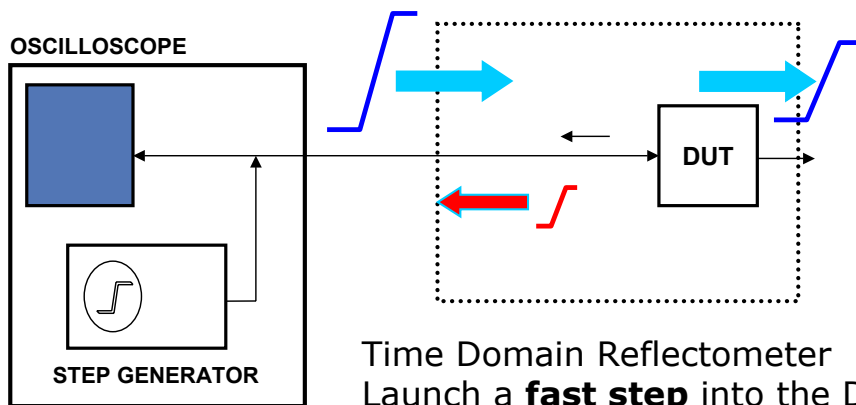 OSCILLOSCOPE
DUT
STEP GENERATOR
Time Domain Reflectometer
Launch a fast step into the D